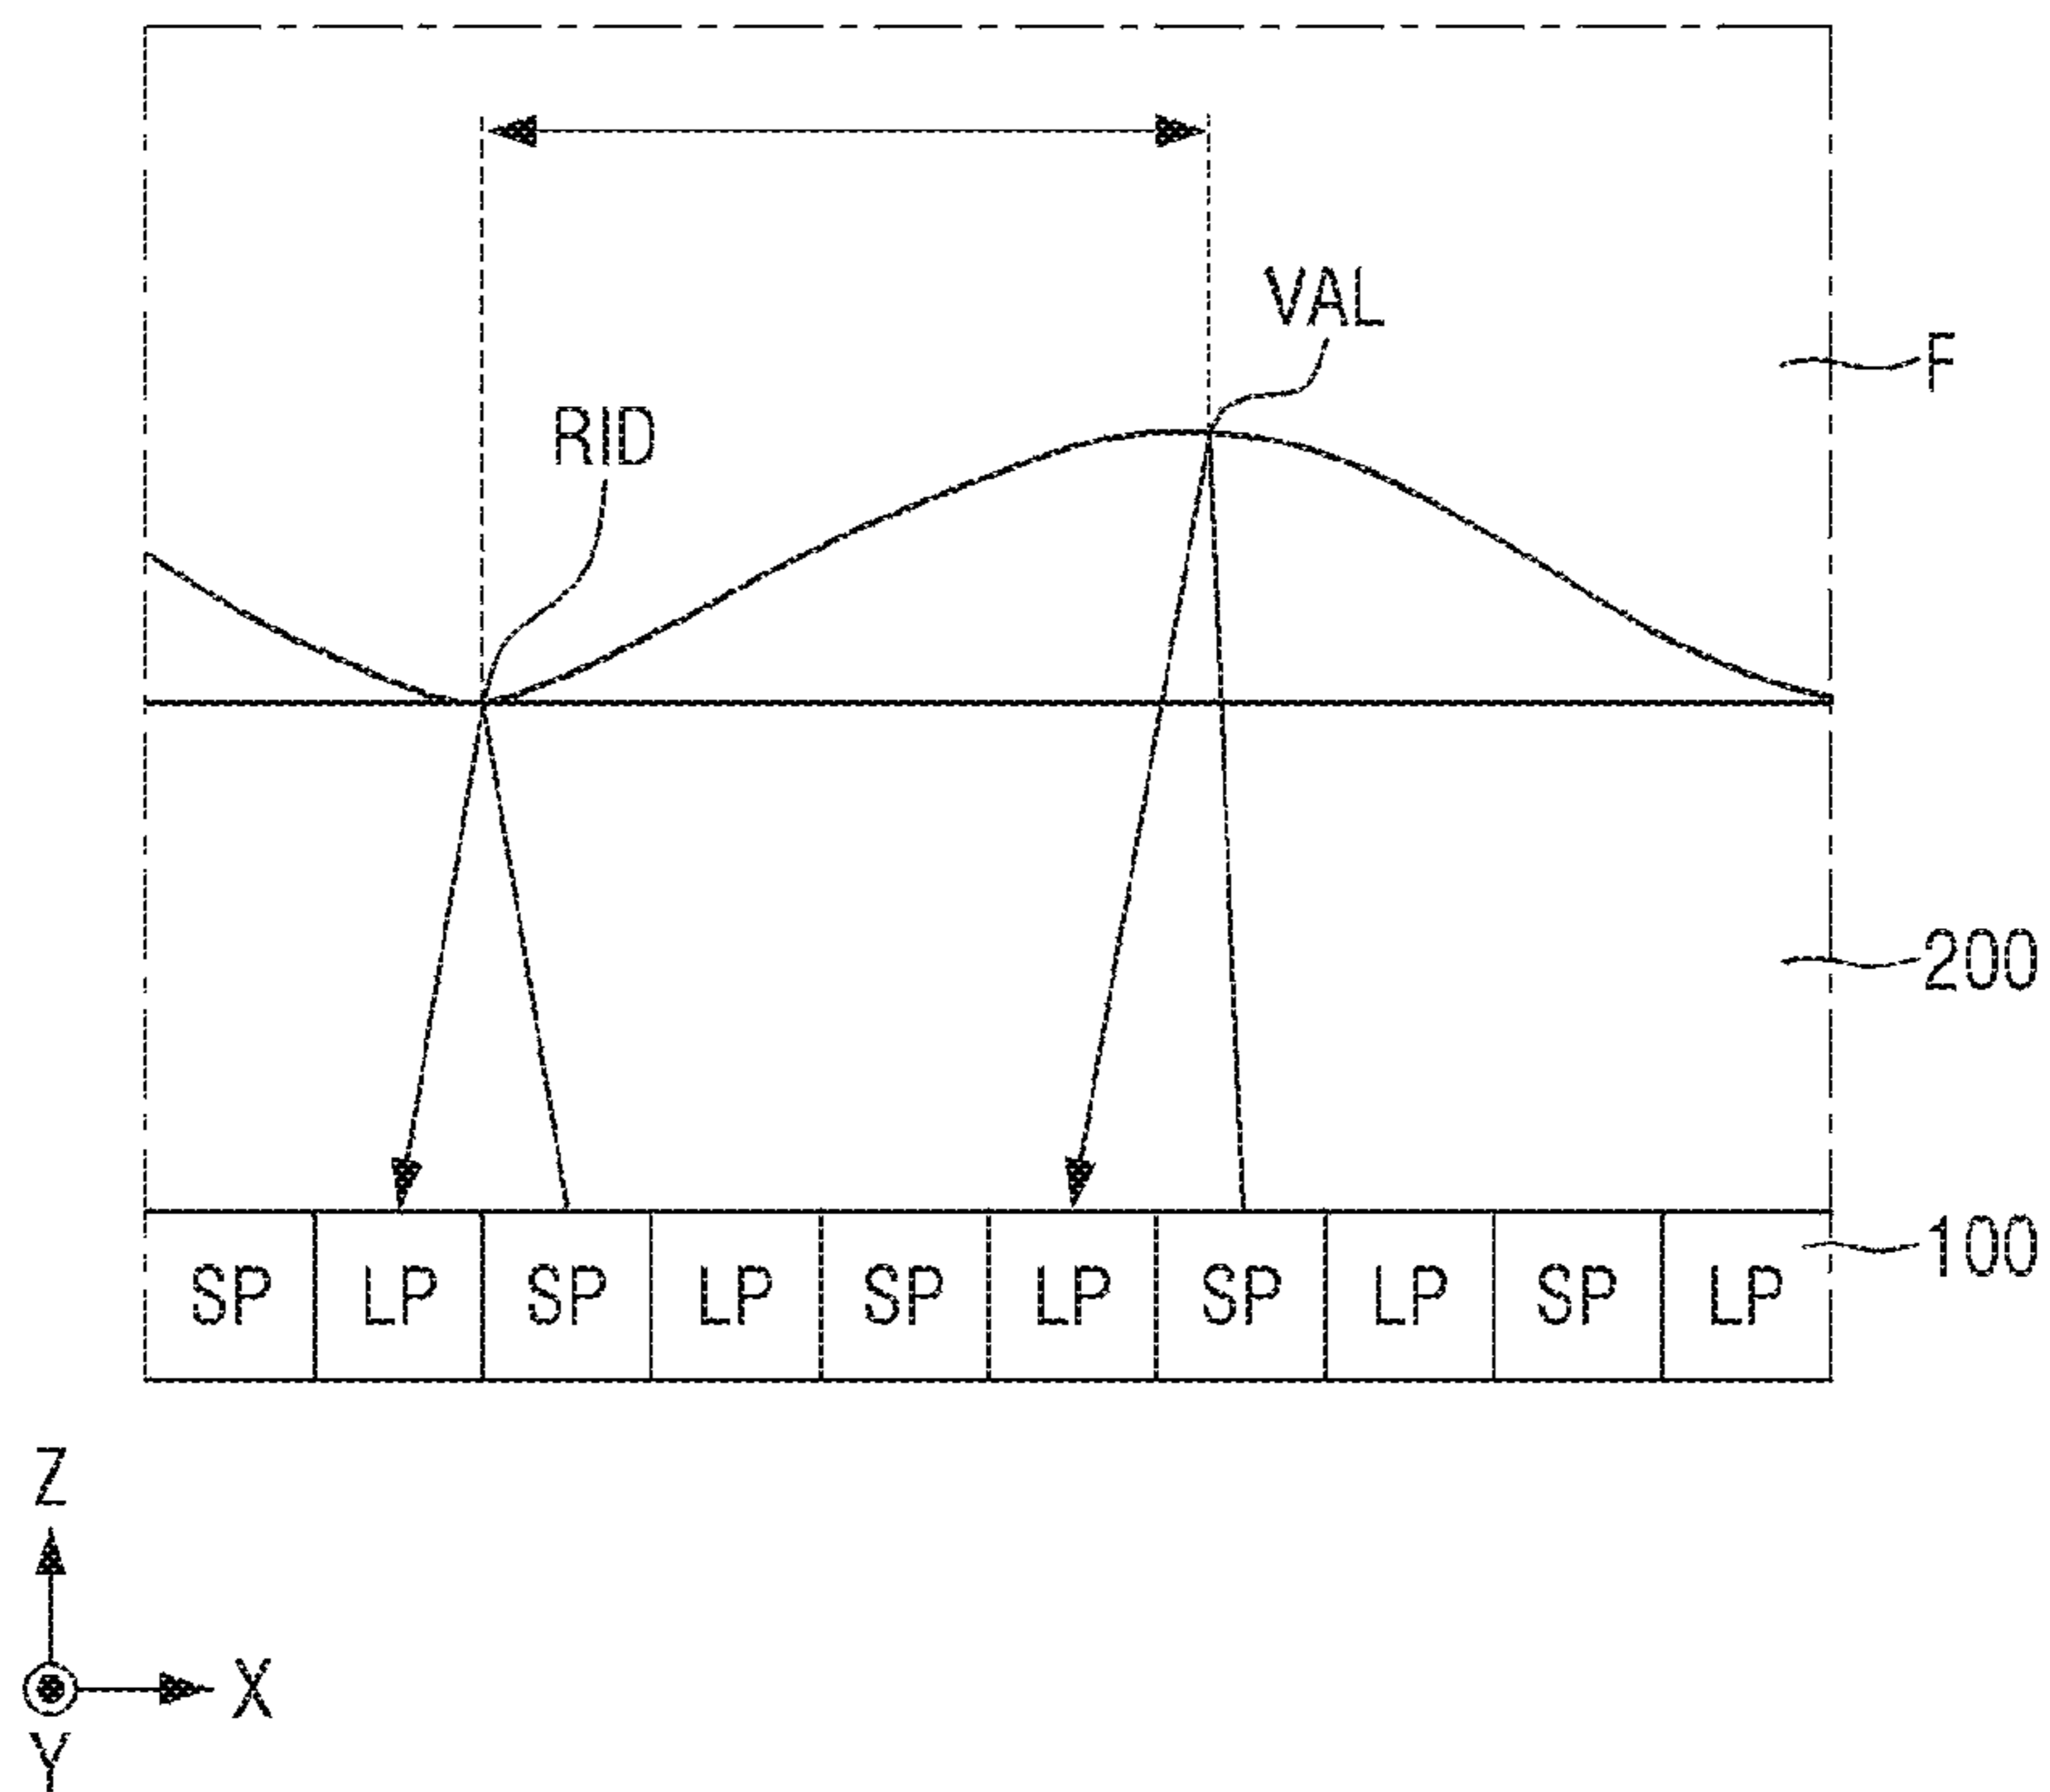 VAL
F
RID
200
100
SP LP SP LP SP LP SP LP SP LP
Z
X
Y